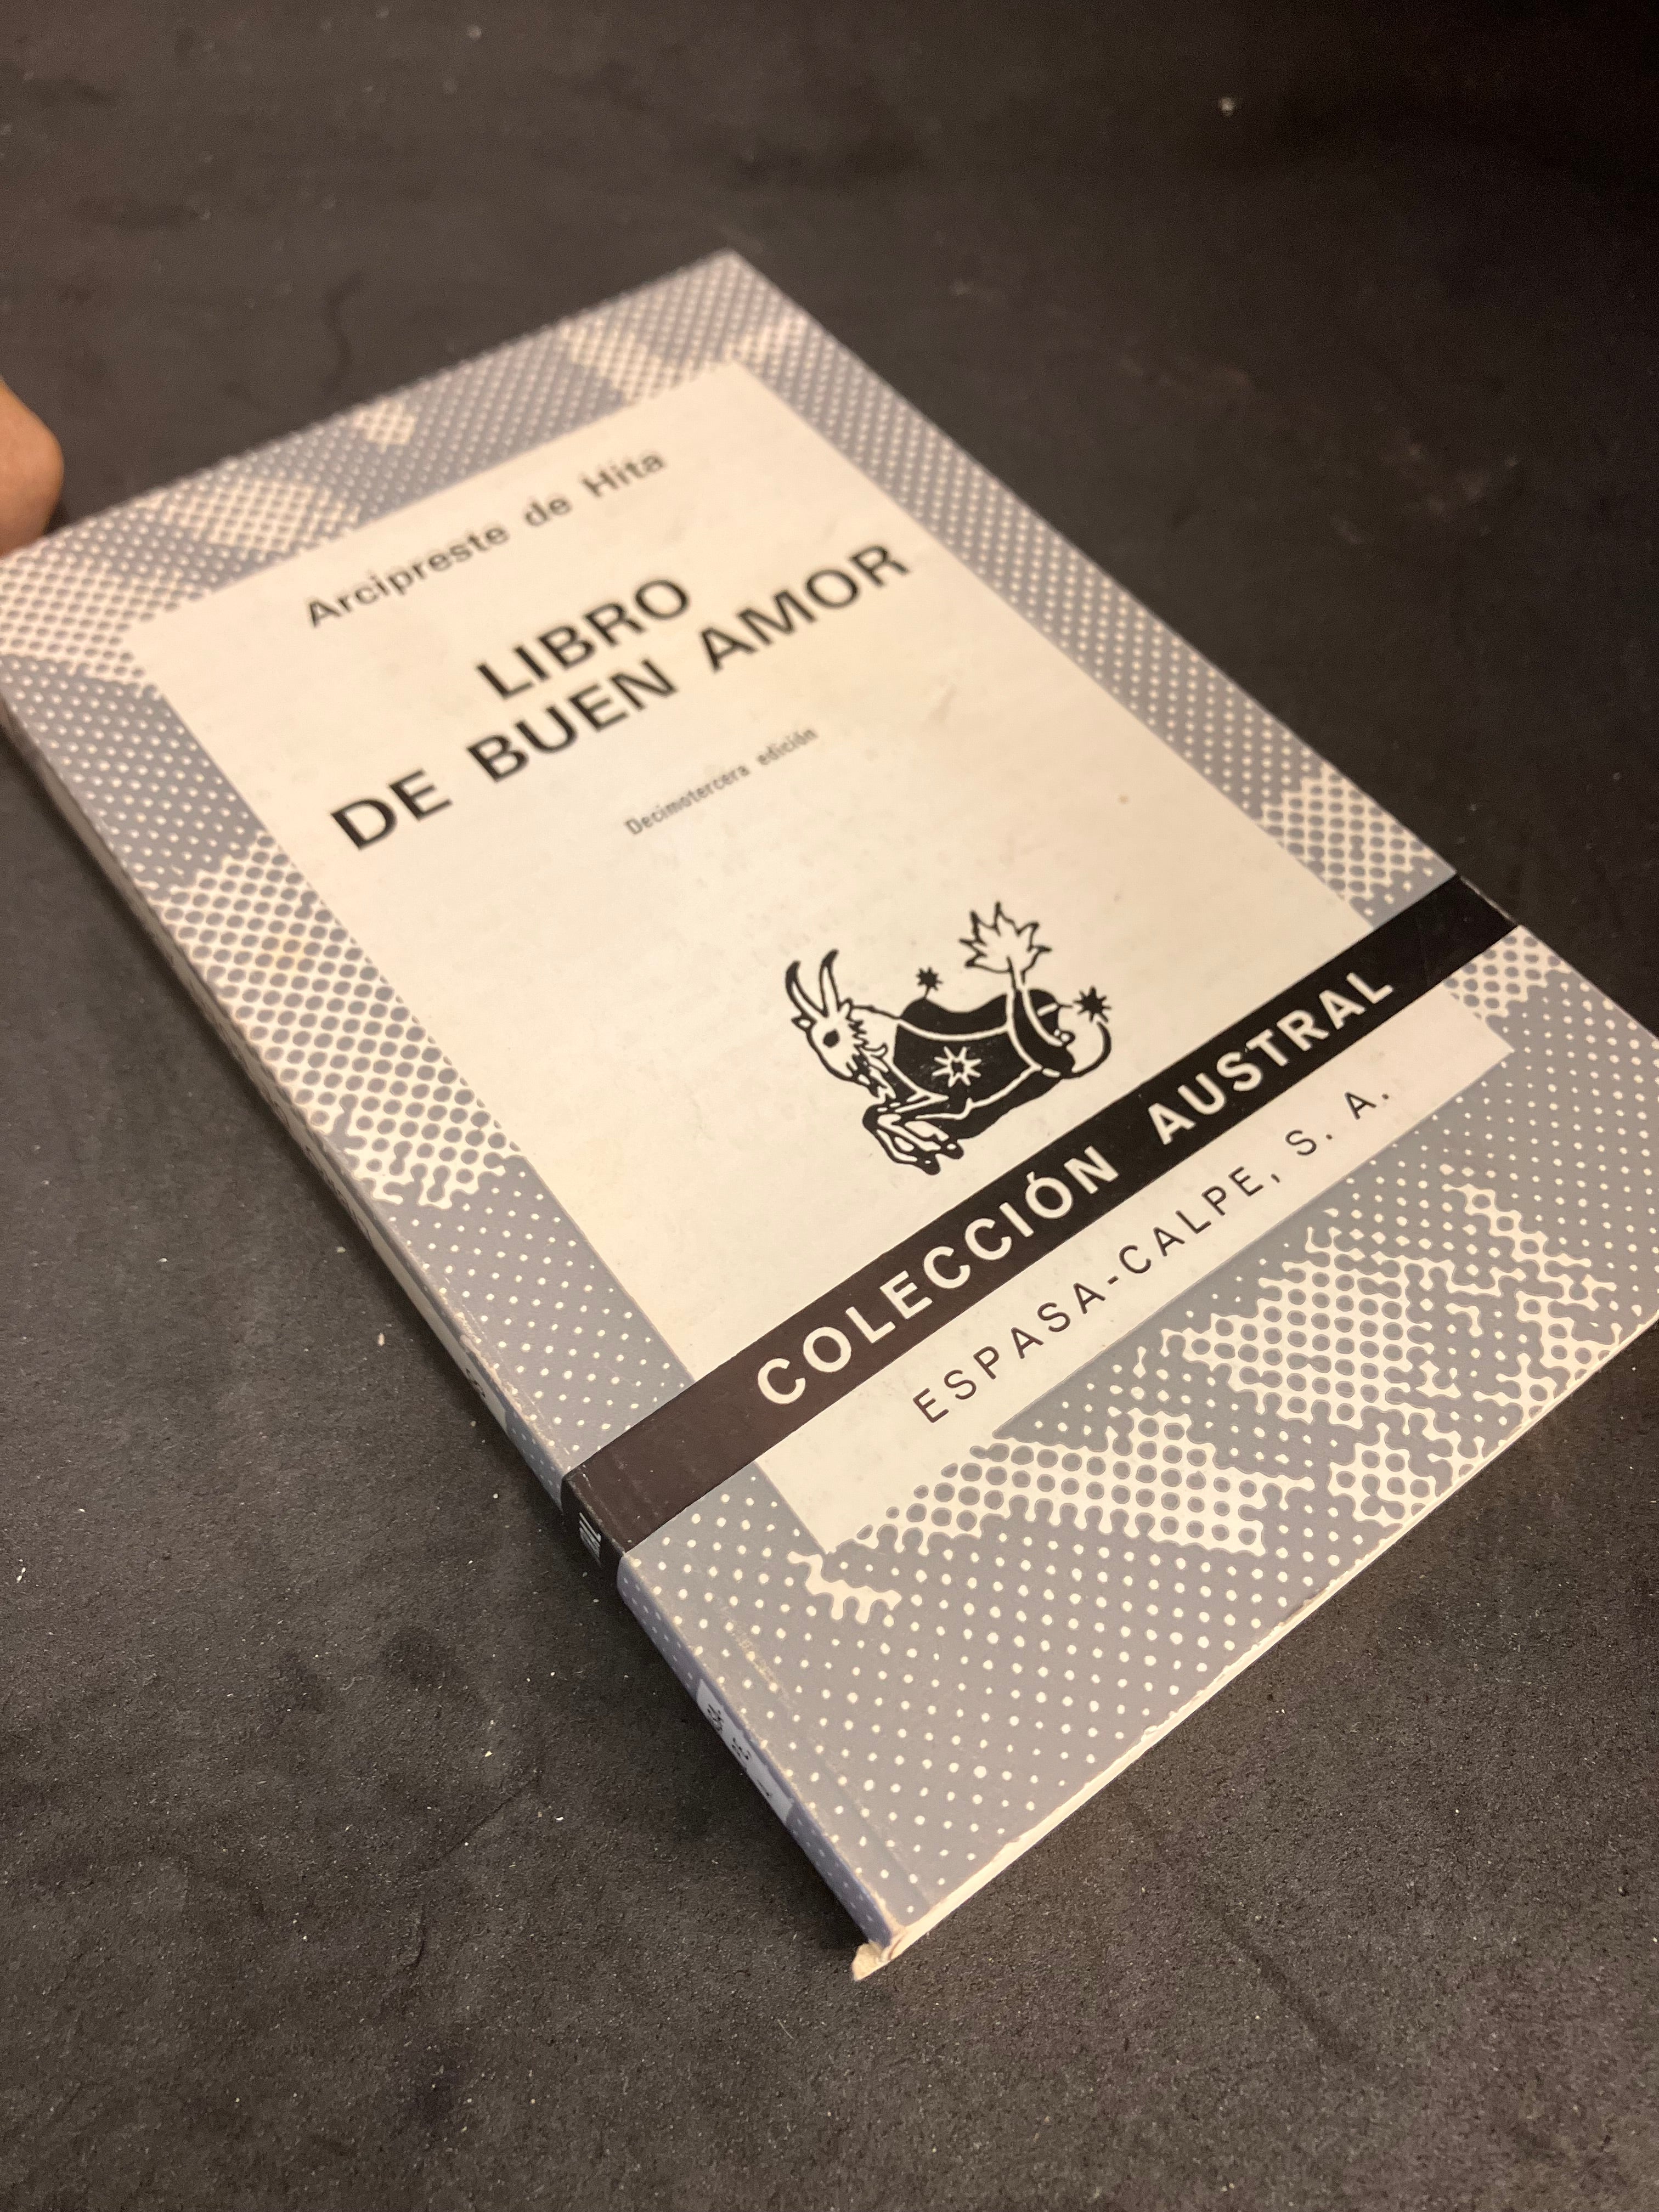 Arcipreste de Hita
LIBRO
DE BUEN AMOR
Decimotercera edición
COLECCIÓN AUSTRAL
ESPASA-CALPE, S. A.